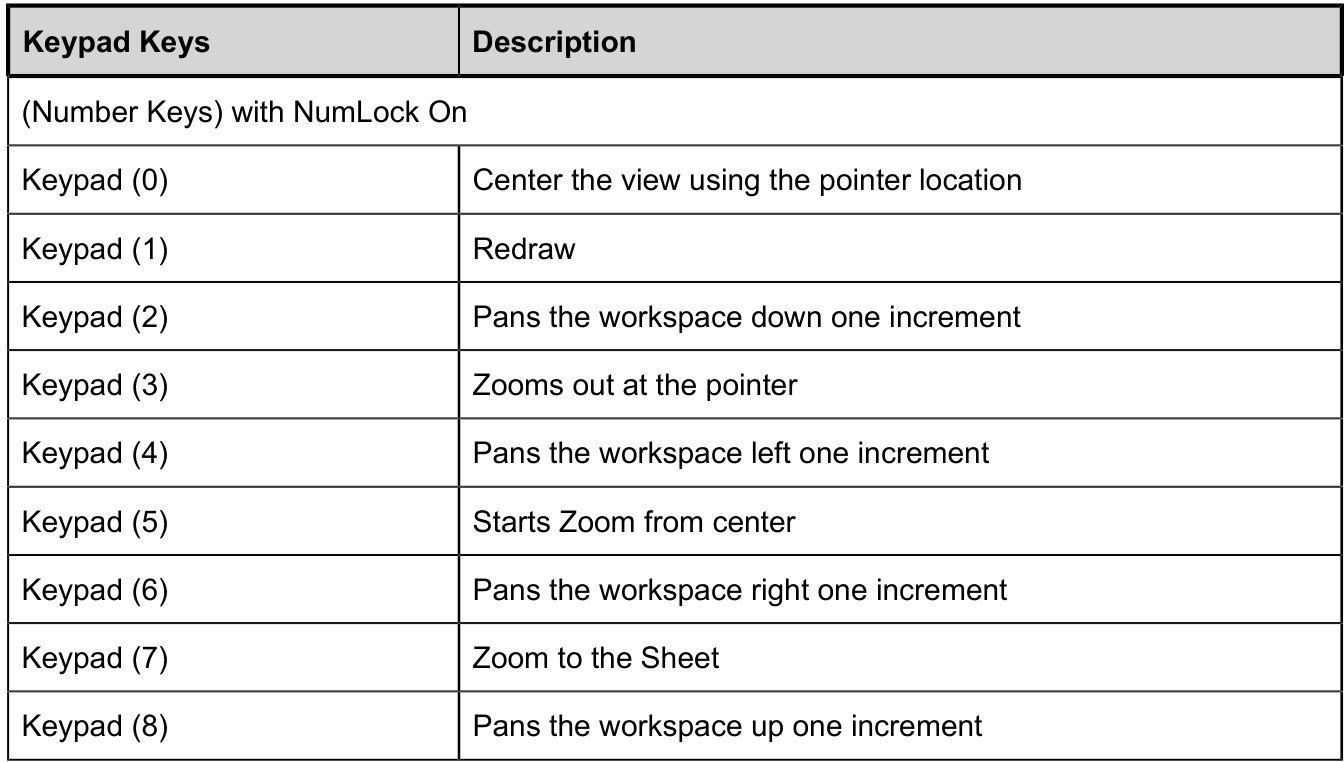 Keypad Keys Description
(Number Keys) with NumLock On
Keypad (0) Center the view using the pointer location
Keypad (1) Redraw
Keypad (2) Pans the workspace down one increment
Keypad (3) Zooms out at the pointer
Keypad (4) Pans the workspace left one increment
Keypad (5) Starts Zoom from center
Keypad (6) Pans the workspace right one increment
Keypad (7) Zoom to the Sheet
Keypad (8) Pans the workspace up one increment